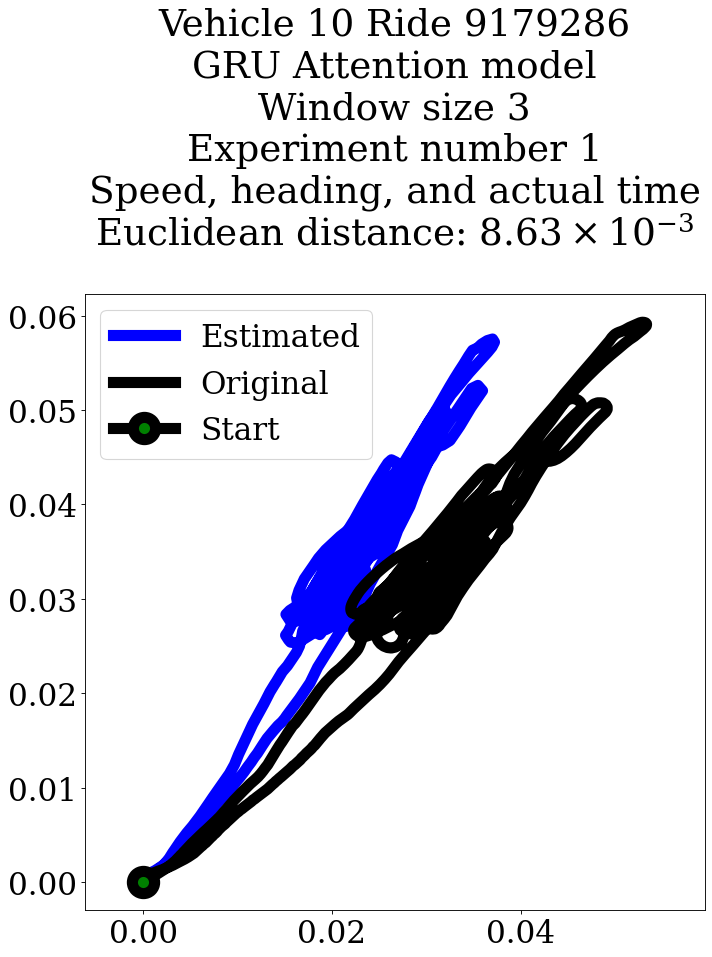 Vehicle 10 Ride 9179286
GRU Attention model
Window size 3
Experiment number 1
Speed, heading, and actual time
Euclidean distance: 8.63 × 10⁻³
Estimated
Original
Start
0.06
0.05
0.04
0.03
0.02
0.01
0.00
0.00 0.02 0.04